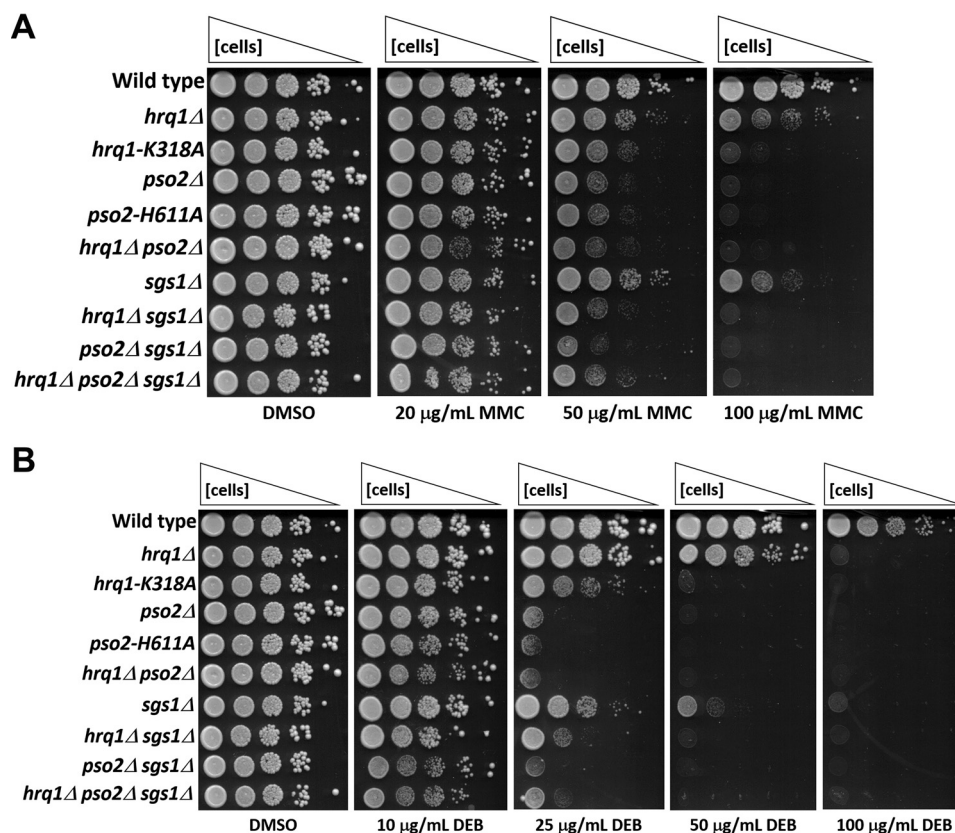 A
[cells] [cells] [cells] [cells]
Wild type
hrq1Δ
hrq1-K318A
pso2Δ
pso2-H611A
hrq1Δ pso2Δ
sgs1Δ
hrq1Δ sgs1Δ
pso2Δ sgs1Δ
hrq1Δ pso2Δ sgs1Δ
DMSO 20 μg/mL MMC 50 μg/mL MMC 100 μg/mL MMC
B
[cells] [cells] [cells] [cells] [cells]
Wild type
hrq1Δ
hrq1-K318A
pso2Δ
pso2-H611A
hrq1Δ pso2Δ
sgs1Δ
hrq1Δ sgs1Δ
pso2Δ sgs1Δ
hrq1Δ pso2Δ sgs1Δ
DMSO 10 μg/mL DEB 25 μg/mL DEB 50 μg/mL DEB 100 μg/mL DEB